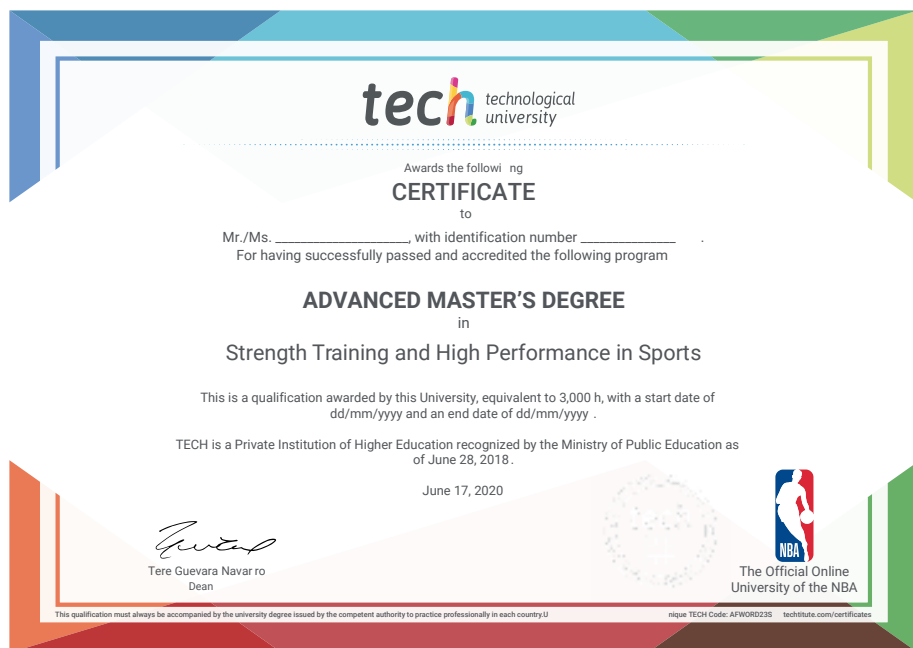 tech technological
university
Awards the followi ng
CERTIFICATE
to
Mr./Ms. ____________________, with identification number ______________ .
For having successfully passed and accredited the following program
ADVANCED MASTER’S DEGREE
in
Strength Training and High Performance in Sports
This is a qualification awarded by this University, equivalent to 3,000 h, with a start date of
dd/mm/yyyy and an end date of dd/mm/yyyy .
TECH is a Private Institution of Higher Education recognized by the Ministry of Public Education as
of June 28, 2018.
June 17, 2020
Tere Guevara Navar ro
Dean
NBA
The Official Online
University of the NBA
This qualification must always be accompanied by the university degree issued by the competent authority to practice professionally in each country.U nique TECH Code: AFWORD23S techtitute.com/certificates